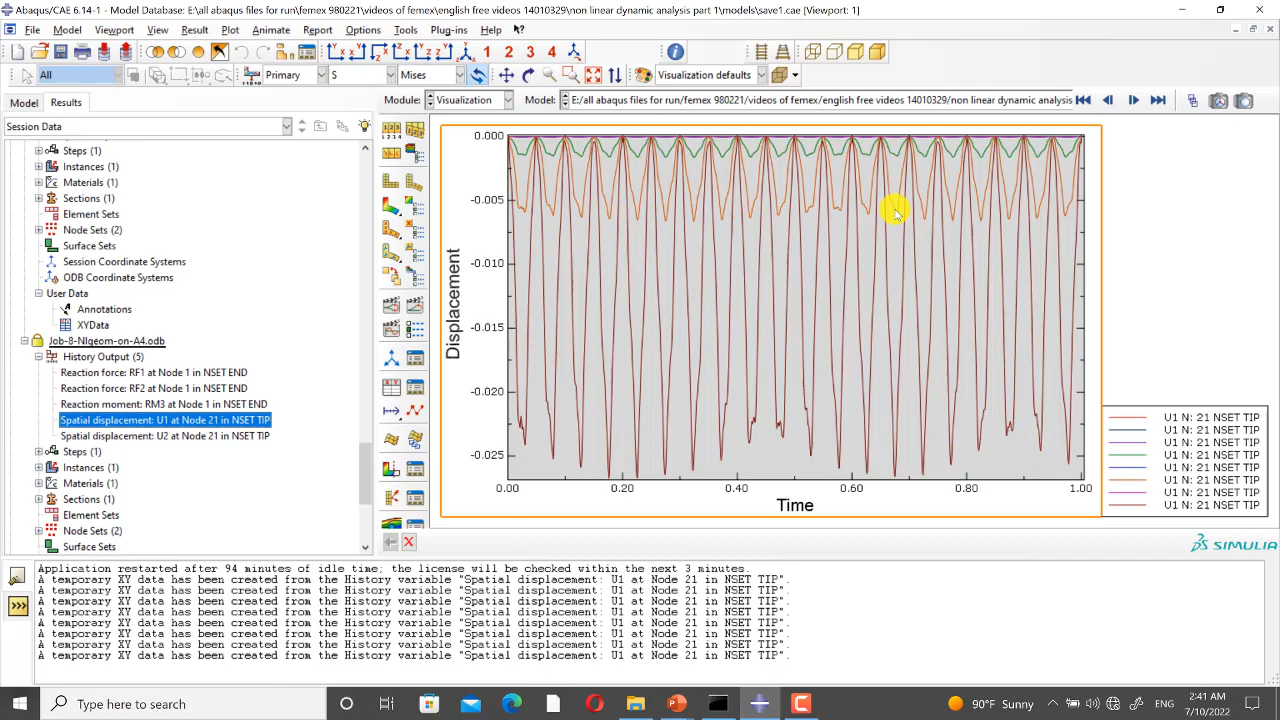 Abaqus/CAE 6.14-1 - Model Database: E:\all abaqus files for run\femex 980221\videos of femex\english free videos 14010329\non linear dynamic analysis part 1\models\save1.cae [Viewport: 1]
File Model Viewport View Result Plot Animate Report Options Tools Plug-ins Help
1 2 3 4
All Primary S Mises Visualization defaults
Model Results
Module: Visualization Model: E:/all abaqus files for run/femex 980221/videos of femex/english free videos 14010329/non linear dynamic analysis
Session Data
Steps (1)
Instances (1)
Materials (1)
Sections (1)
Element Sets
Node Sets (2)
Surface Sets
Session Coordinate Systems
ODB Coordinate Systems
User Data
Annotations
XYData
Job-8-Nlgeom-on-A4.odb
History Output (5)
Reaction force: RF1 at Node 1 in NSET END
Reaction force: RF2 at Node 1 in NSET END
Reaction moment: RM3 at Node 1 in NSET END
Spatial displacement: U1 at Node 21 in NSET TIP
Spatial displacement: U2 at Node 21 in NSET TIP
Steps (1)
Instances (1)
Materials (1)
Sections (1)
Element Sets
Node Sets (2)
Surface Sets
0.000
-0.005
-0.010
-0.015
-0.020
-0.025
Displacement
0.00 0.20 0.40 0.60 0.80 1.00
Time
U1 N: 21 NSET TIP
U1 N: 21 NSET TIP
U1 N: 21 NSET TIP
U1 N: 21 NSET TIP
U1 N: 21 NSET TIP
U1 N: 21 NSET TIP
U1 N: 21 NSET TIP
U1 N: 21 NSET TIP
SIMULIA
Application restarted after 94 minutes of idle time; the license will be checked within the next 3 minutes.
A temporary XY data has been created from the History variable "Spatial displacement: U1 at Node 21 in NSET TIP".
A temporary XY data has been created from the History variable "Spatial displacement: U1 at Node 21 in NSET TIP".
A temporary XY data has been created from the History variable "Spatial displacement: U1 at Node 21 in NSET TIP".
A temporary XY data has been created from the History variable "Spatial displacement: U1 at Node 21 in NSET TIP".
A temporary XY data has been created from the History variable "Spatial displacement: U1 at Node 21 in NSET TIP".
A temporary XY data has been created from the History variable "Spatial displacement: U1 at Node 21 in NSET TIP".
A temporary XY data has been created from the History variable "Spatial displacement: U1 at Node 21 in NSET TIP".
A temporary XY data has been created from the History variable "Spatial displacement: U1 at Node 21 in NSET TIP".
Type here to search
90°F Sunny
ENG
2:41 AM
7/10/2022